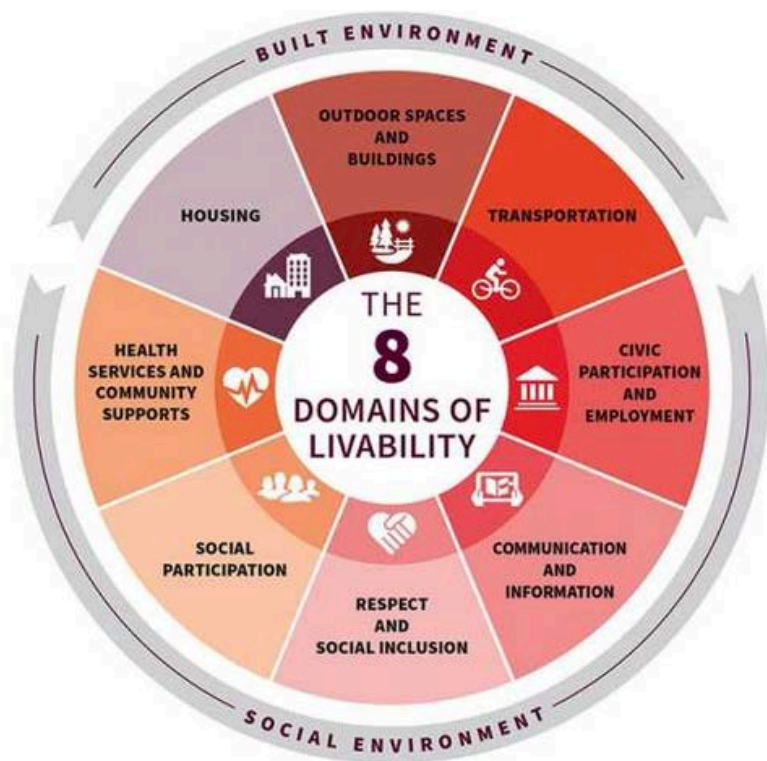 BUILT ENVIRONMENT
OUTDOOR SPACES
AND
BUILDINGS
TRANSPORTATION
CIVIC
PARTICIPATION
AND
EMPLOYMENT
COMMUNICATION
AND
INFORMATION
RESPECT
AND
SOCIAL INCLUSION
SOCIAL
PARTICIPATION
HEALTH
SERVICES AND
COMMUNITY
SUPPORTS
HOUSING
THE
8
DOMAINS OF
LIVABILITY
SOCIAL ENVIRONMENT